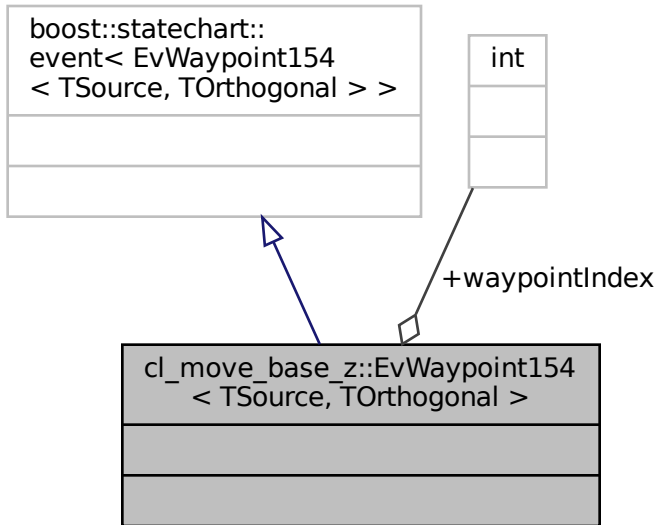 boost::statechart::
event< EvWaypoint154
< TSource, TOrthogonal > >
int
+waypointIndex
cl_move_base_z::EvWaypoint154
< TSource, TOrthogonal >